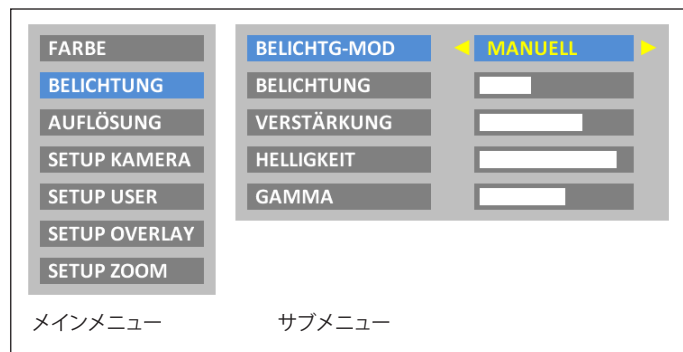 FARBE
BELICHTUNG
AUFLÖSUNG
SETUP KAMERA
SETUP USER
SETUP OVERLAY
SETUP ZOOM
BELICHTG-MOD MANUELL
BELICHTUNG
VERSTÄRKUNG
HELLIGKEIT
GAMMA
メインメニュー
サブメニュー